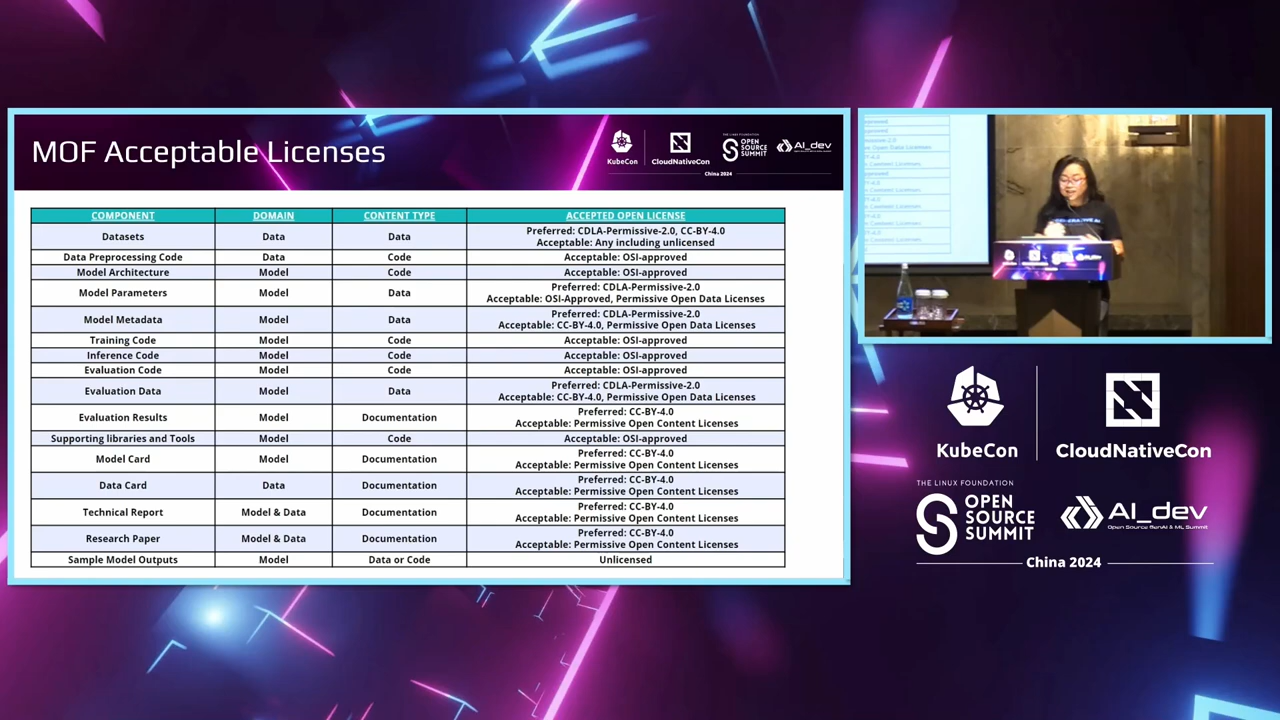 MOF Acceptable Licenses
KubeCon
CloudNativeCon
THE LINUX FOUNDATION
OPEN
SOURCE
SUMMIT
AI_dev
China 2024
COMPONENT DOMAIN CONTENT TYPE ACCEPTED OPEN LICENSE
Datasets Data Data Preferred: CDLA-Permissive-2.0, CC-BY-4.0
Acceptable: Any including unlicensed
Data Preprocessing Code Data Code Acceptable: OSI-approved
Model Architecture Model Code Acceptable: OSI-approved
Model Parameters Model Data Preferred: CDLA-Permissive-2.0
Acceptable: OSI-Approved, Permissive Open Data Licenses
Model Metadata Model Data Preferred: CDLA-Permissive-2.0
Acceptable: CC-BY-4.0, Permissive Open Data Licenses
Training Code Model Code Acceptable: OSI-approved
Inference Code Model Code Acceptable: OSI-approved
Evaluation Code Model Code Acceptable: OSI-approved
Evaluation Data Model Data Preferred: CDLA-Permissive-2.0
Acceptable: CC-BY-4.0, Permissive Open Data Licenses
Evaluation Results Model Documentation Preferred: CC-BY-4.0
Acceptable: Permissive Open Content Licenses
Supporting libraries and Tools Model Code Acceptable: OSI-approved
Model Card Model Documentation Preferred: CC-BY-4.0
Acceptable: Permissive Open Content Licenses
Data Card Data Documentation Preferred: CC-BY-4.0
Acceptable: Permissive Open Content Licenses
Technical Report Model & Data Documentation Preferred: CC-BY-4.0
Acceptable: Permissive Open Content Licenses
Research Paper Model & Data Documentation Preferred: CC-BY-4.0
Acceptable: Permissive Open Content Licenses
Sample Model Outputs Model Data or Code Unlicensed
KubeCon
CloudNativeCon
THE LINUX FOUNDATION
OPEN
SOURCE
SUMMIT
AI_dev
Open Source GenAI & ML Summit
China 2024